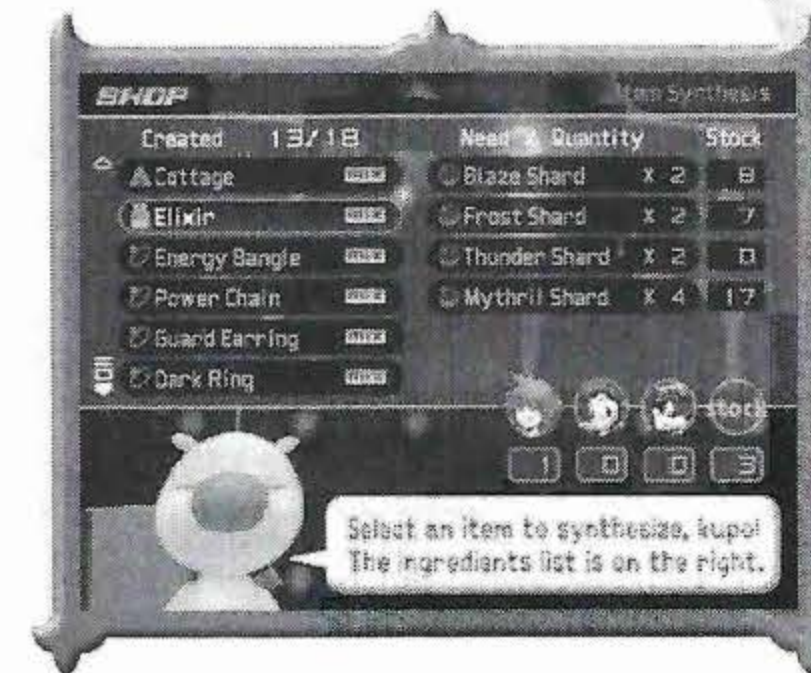 SHOP
Item Synthesis
Created 13/18
Need & Quantity Stock
Cottage
Elixir
Energy Bangle
Power Chain
Guard Earring
Dark Ring
Blaze Shard X 2 8
Frost Shard X 2 7
Thunder Shard X 2 0
Mythril Shard X 4 17
stock
1 0 0 3
Select an item to synthesize, kupo!
The ingredients list is on the right.